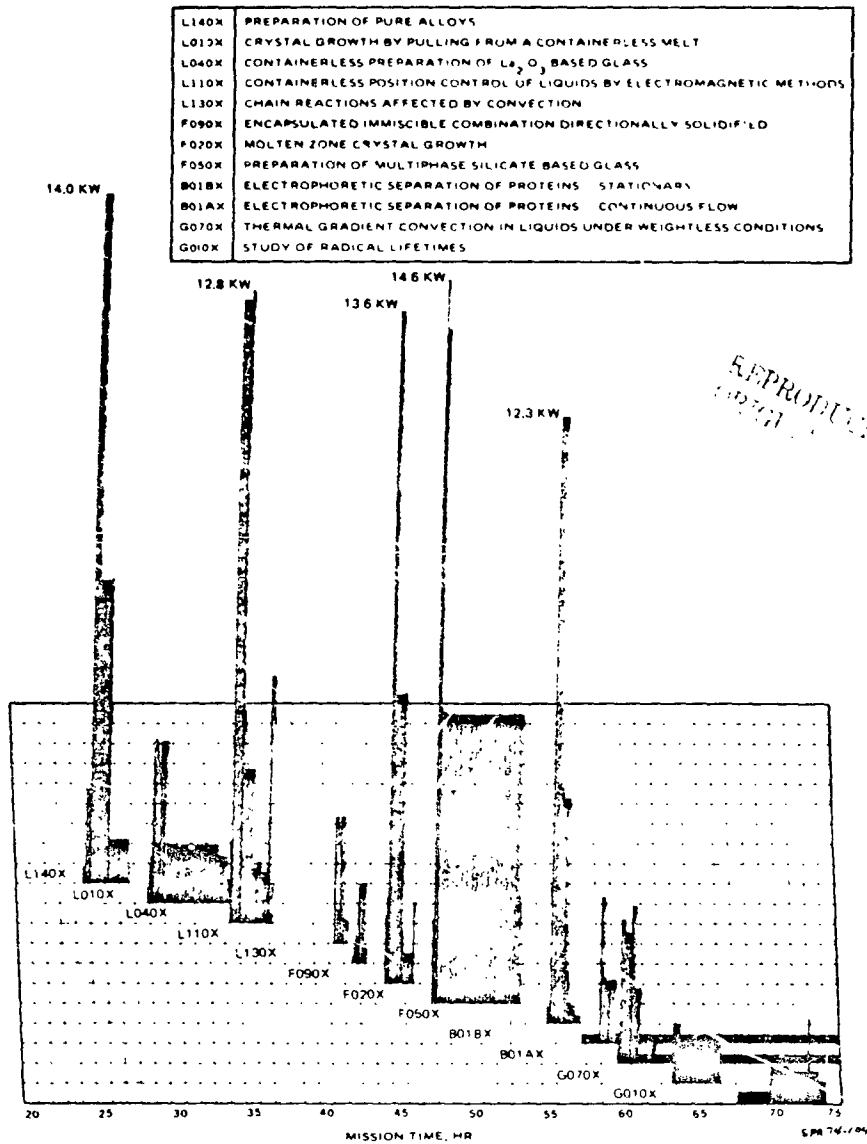 L140X PREPARATION OF PURE ALLOYS
L010X CRYSTAL GROWTH BY PULLING FROM A CONTAINERLESS MELT
L040X CONTAINERLESS PREPARATION OF La2O3 BASED GLASS
L110X CONTAINERLESS POSITION CONTROL OF LIQUIDS BY ELECTROMAGNETIC METHODS
L130X CHAIN REACTIONS AFFECTED BY CONVECTION
F090X ENCAPSULATED IMMISCIBLE COMBINATION DIRECTIONALLY SOLIDIFIED
F020X MOLTEN ZONE CRYSTAL GROWTH
F050X PREPARATION OF MULTIPHASE SILICATE BASED GLASS
B01BX ELECTROPHORETIC SEPARATION OF PROTEINS STATIONARY
B01AX ELECTROPHORETIC SEPARATION OF PROTEINS CONTINUOUS FLOW
G070X THERMAL GRADIENT CONVECTION IN LIQUIDS UNDER WEIGHTLESS CONDITIONS
G010X STUDY OF RADICAL LIFETIMES
14.0 KW
12.8 KW
13.6 KW
14.6 KW
12.3 KW
L140X
L010X
L040X
L110X
L130X
F090X
F020X
F050X
B01BX
B01AX
G070X
G010X
20 25 30 35 40 45 50 55 60 65 70 75
MISSION TIME, HR